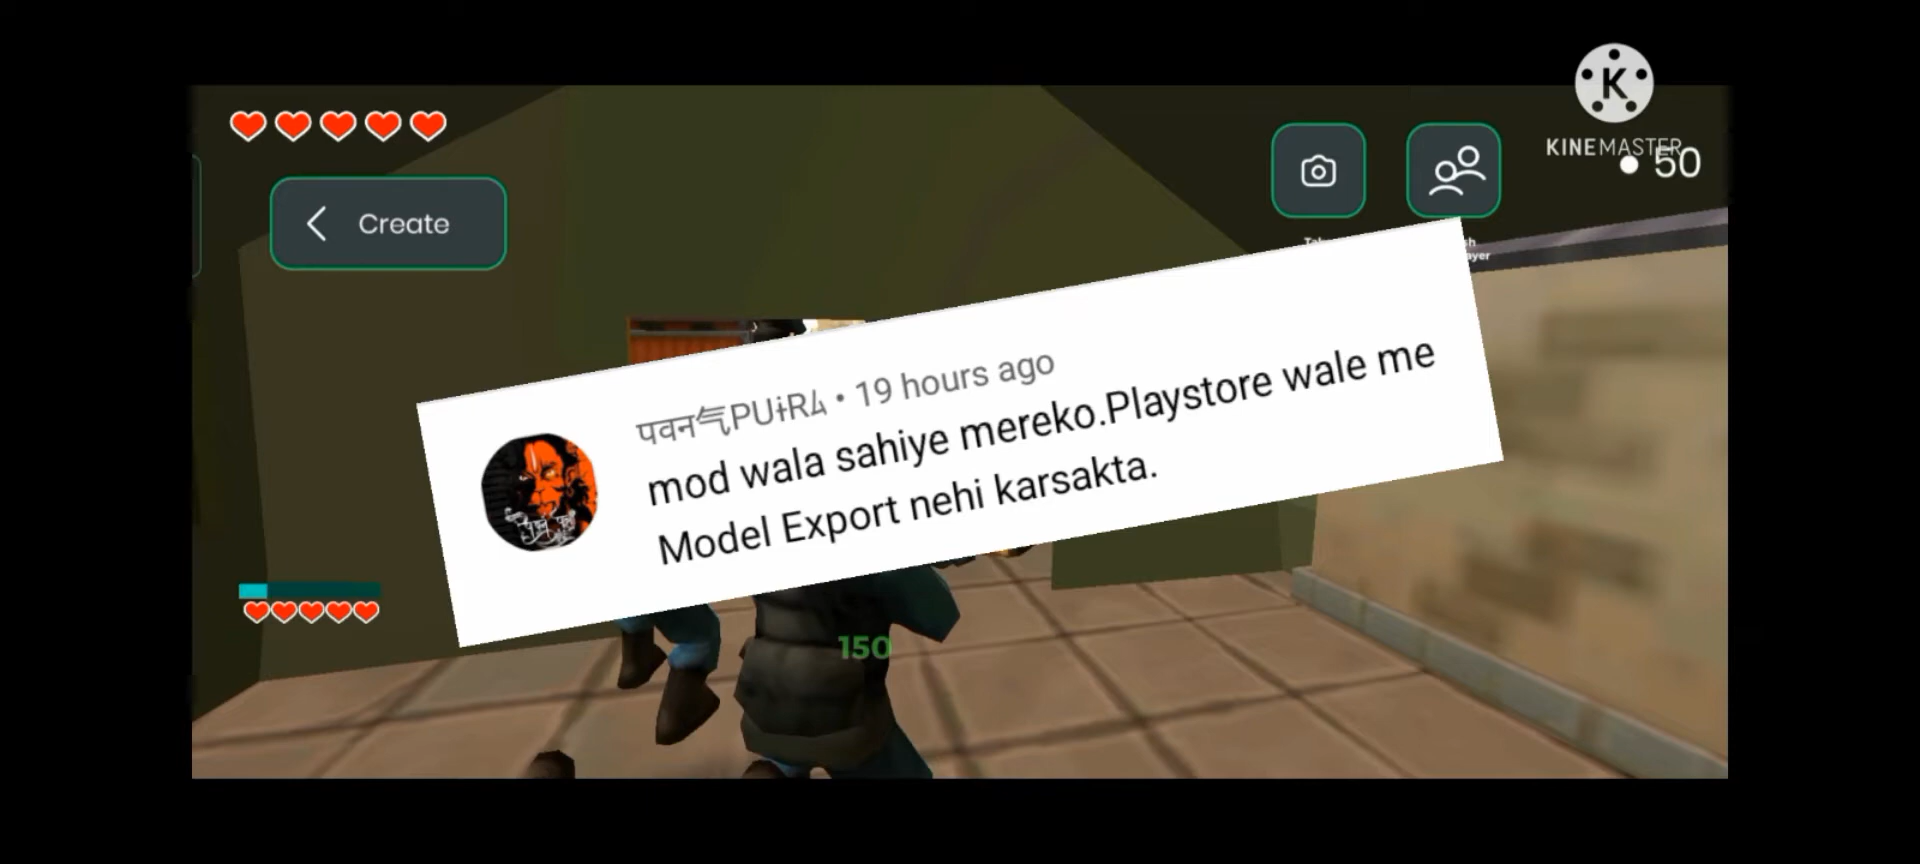 KINEMASTER
50
Create
पवन气PUɨRム • 19 hours ago
mod wala sahiye mereko.Playstore wale me
Model Export nehi karsakta.
150